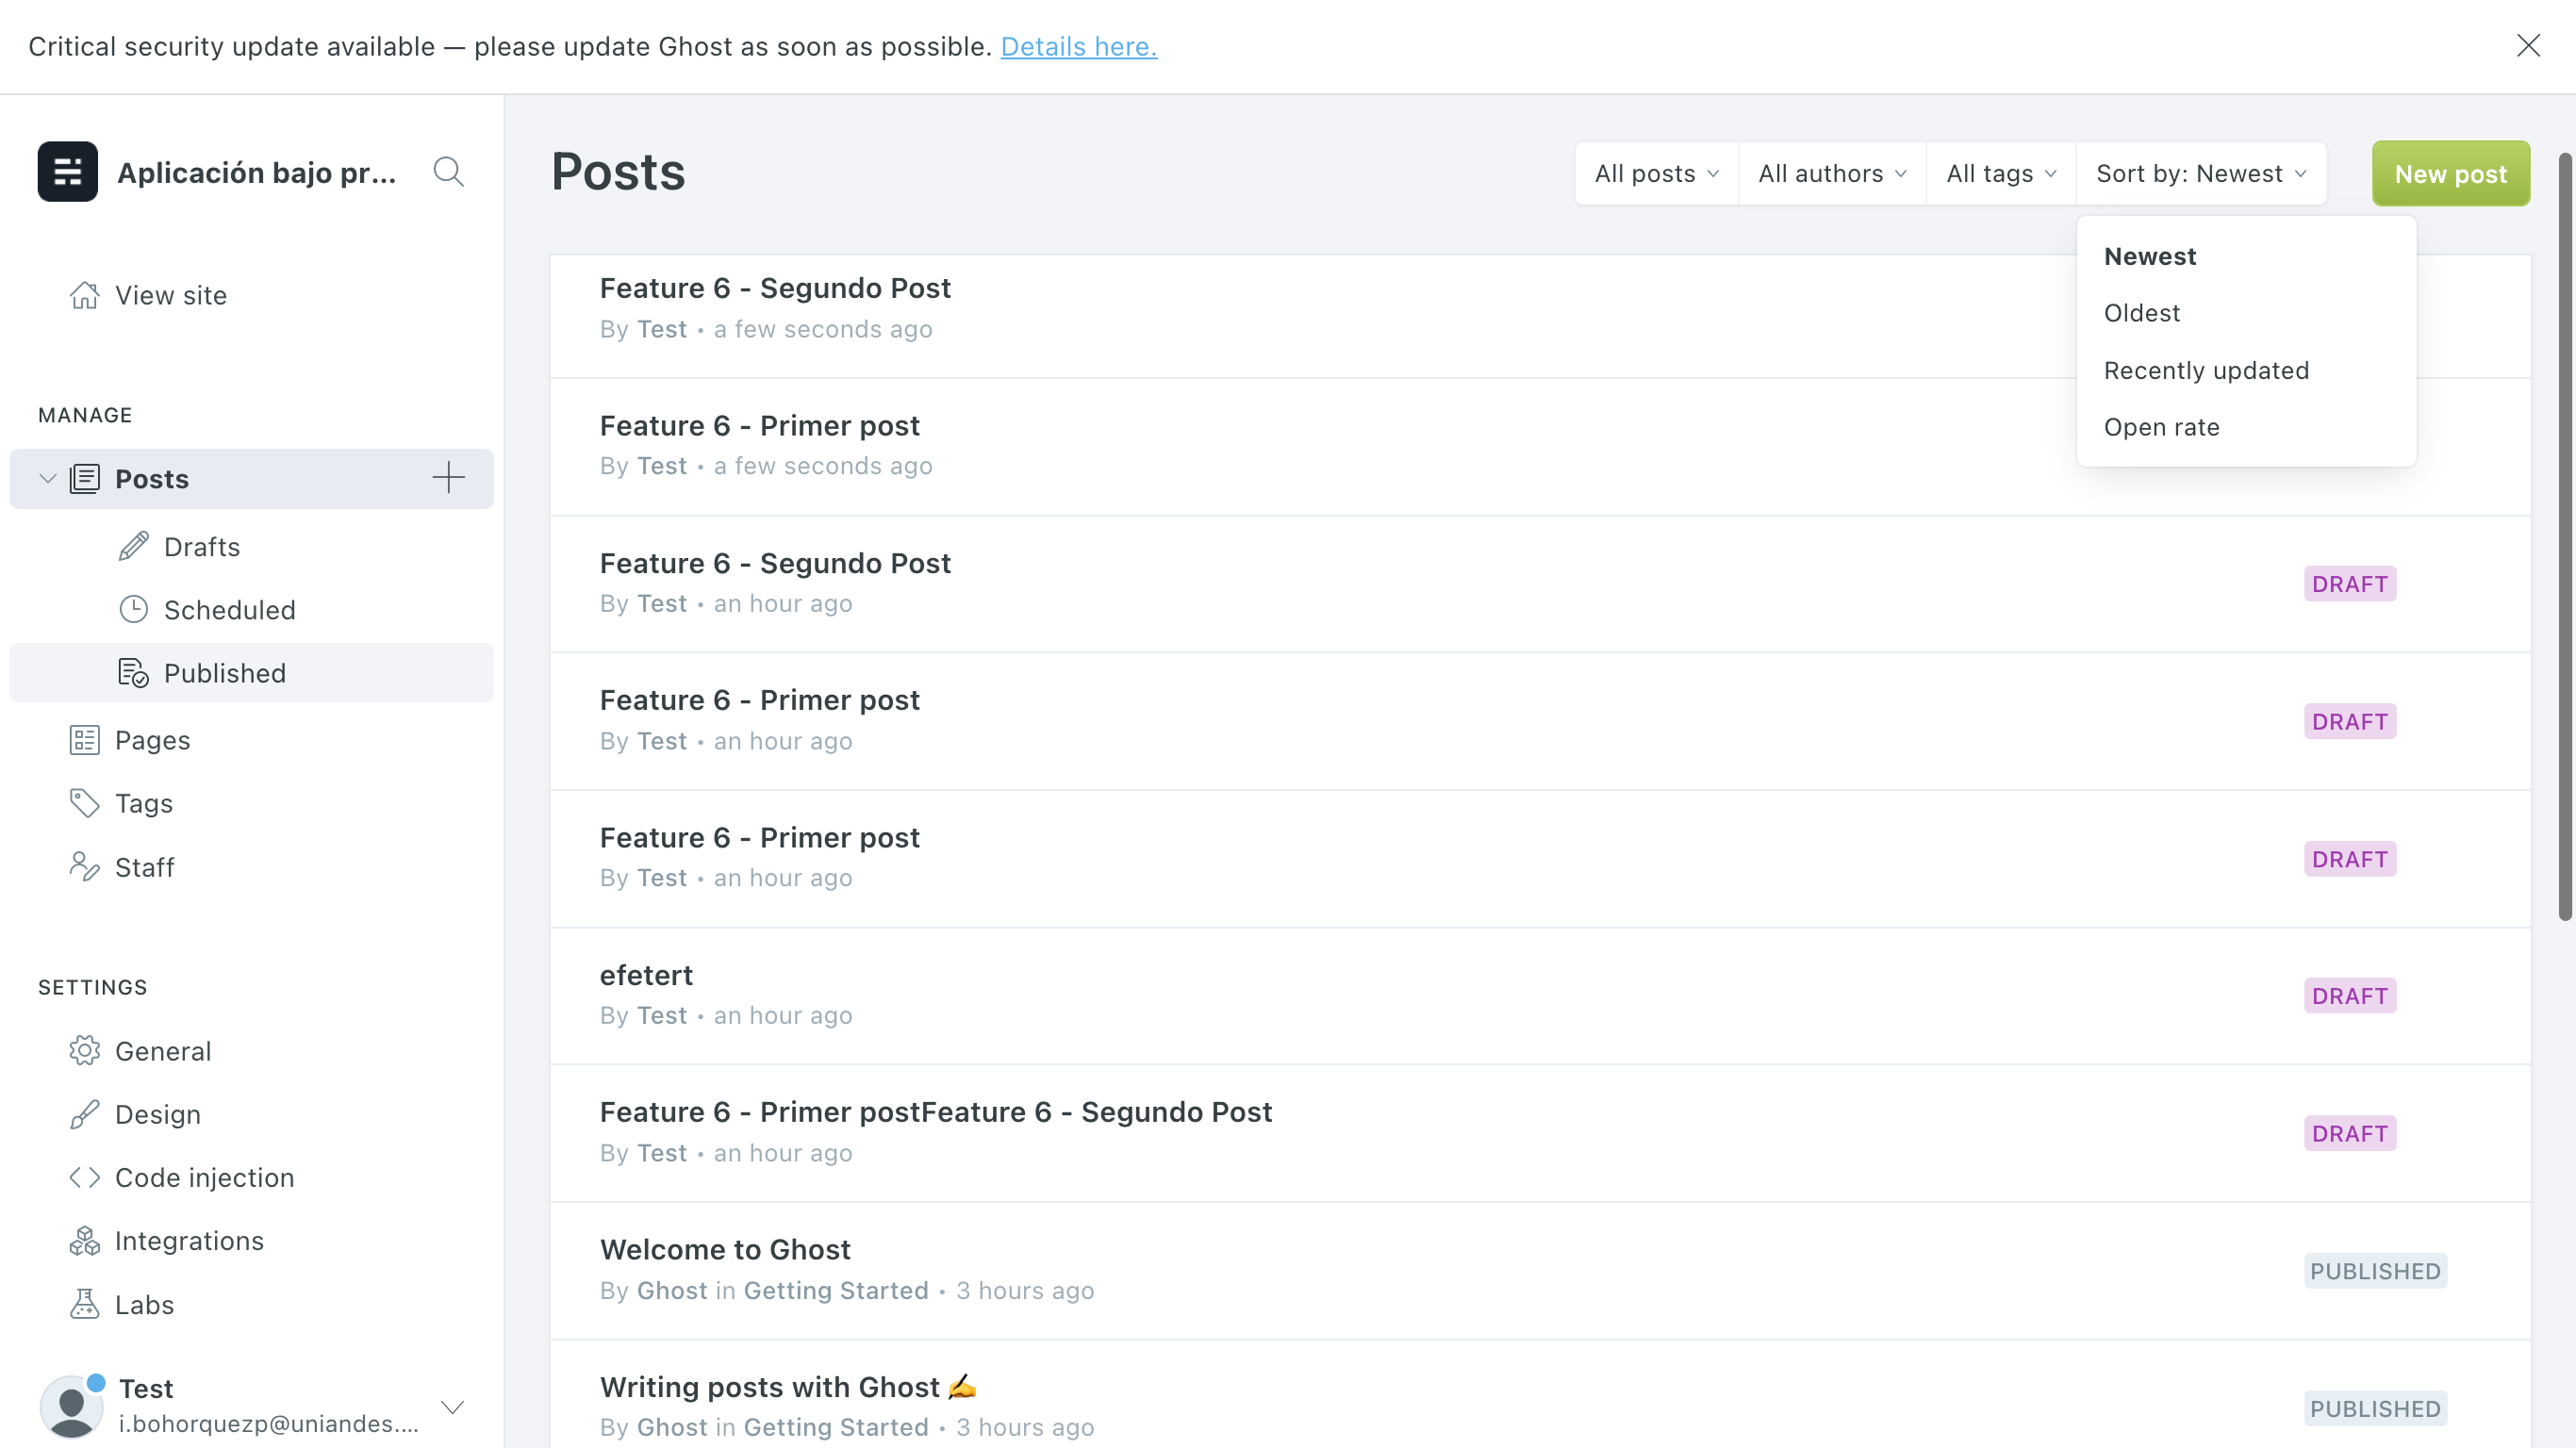 Critical security update available — please update Ghost as soon as possible. Details here.
Aplicación bajo pr...
View site
MANAGE
Posts
Drafts
Scheduled
Published
Pages
Tags
Staff
SETTINGS
General
Design
Code injection
Integrations
Labs
Test
i.bohorquezp@uniandes....
Posts
All posts
All authors
All tags
Sort by: Newest
New post
Newest
Oldest
Recently updated
Open rate
Feature 6 - Segundo Post
By Test • a few seconds ago
Feature 6 - Primer post
By Test • a few seconds ago
Feature 6 - Segundo Post
By Test • an hour ago
DRAFT
Feature 6 - Primer post
By Test • an hour ago
DRAFT
Feature 6 - Primer post
By Test • an hour ago
DRAFT
efetert
By Test • an hour ago
DRAFT
Feature 6 - Primer postFeature 6 - Segundo Post
By Test • an hour ago
DRAFT
Welcome to Ghost
By Ghost in Getting Started • 3 hours ago
PUBLISHED
Writing posts with Ghost ✍️
By Ghost in Getting Started • 3 hours ago
PUBLISHED